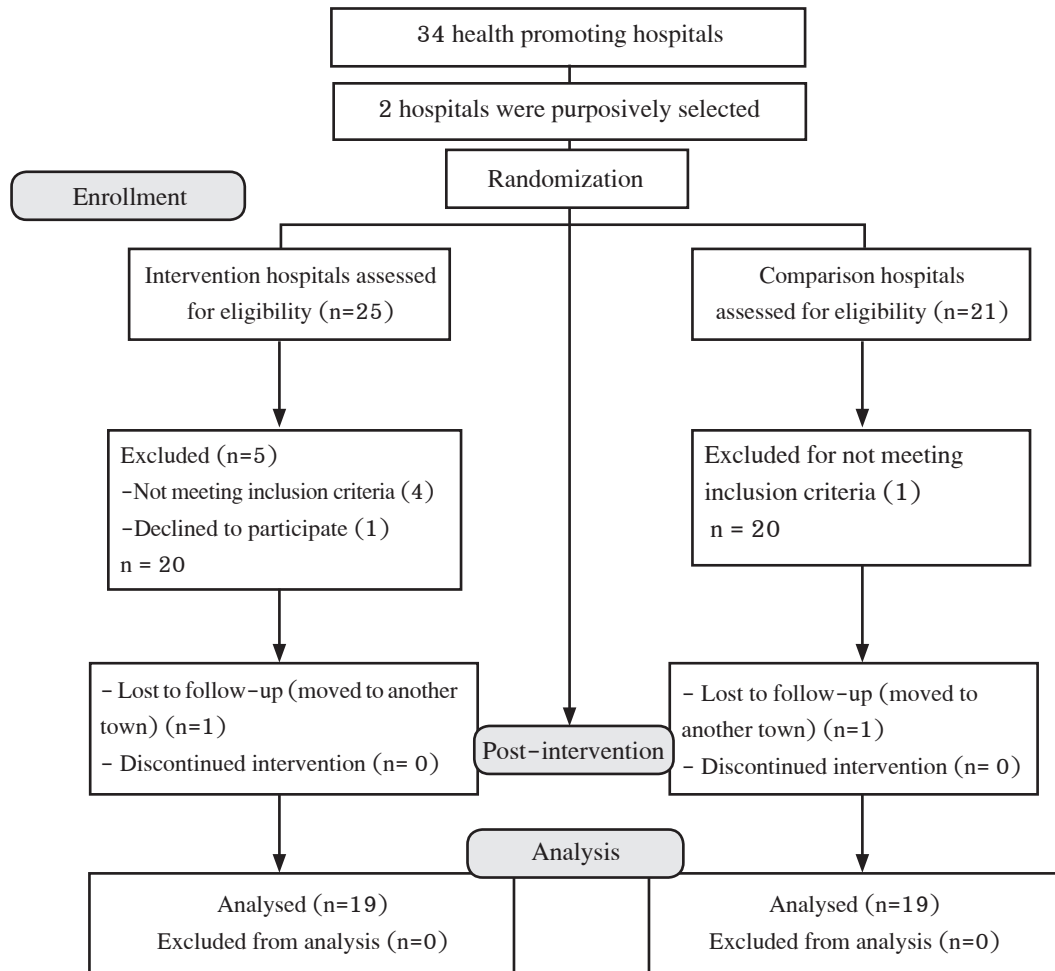 34 health promoting hospitals
2 hospitals were purposively selected
Randomization
Enrollment
Intervention hospitals assessed
for eligibility (n=25)
Comparison hospitals
assessed for eligibility (n=21)
Excluded (n=5)
-Not meeting inclusion criteria (4)
-Declined to participate (1)
n = 20
Excluded for not meeting
inclusion criteria (1)
n = 20
- Lost to follow-up (moved to another
town) (n=1)
- Discontinued intervention (n= 0)
Post-intervention
- Lost to follow-up (moved to
another town) (n=1)
- Discontinued intervention (n= 0)
Analysis
Analysed (n=19)
Excluded from analysis (n=0)
Analysed (n=19)
Excluded from analysis (n=0)